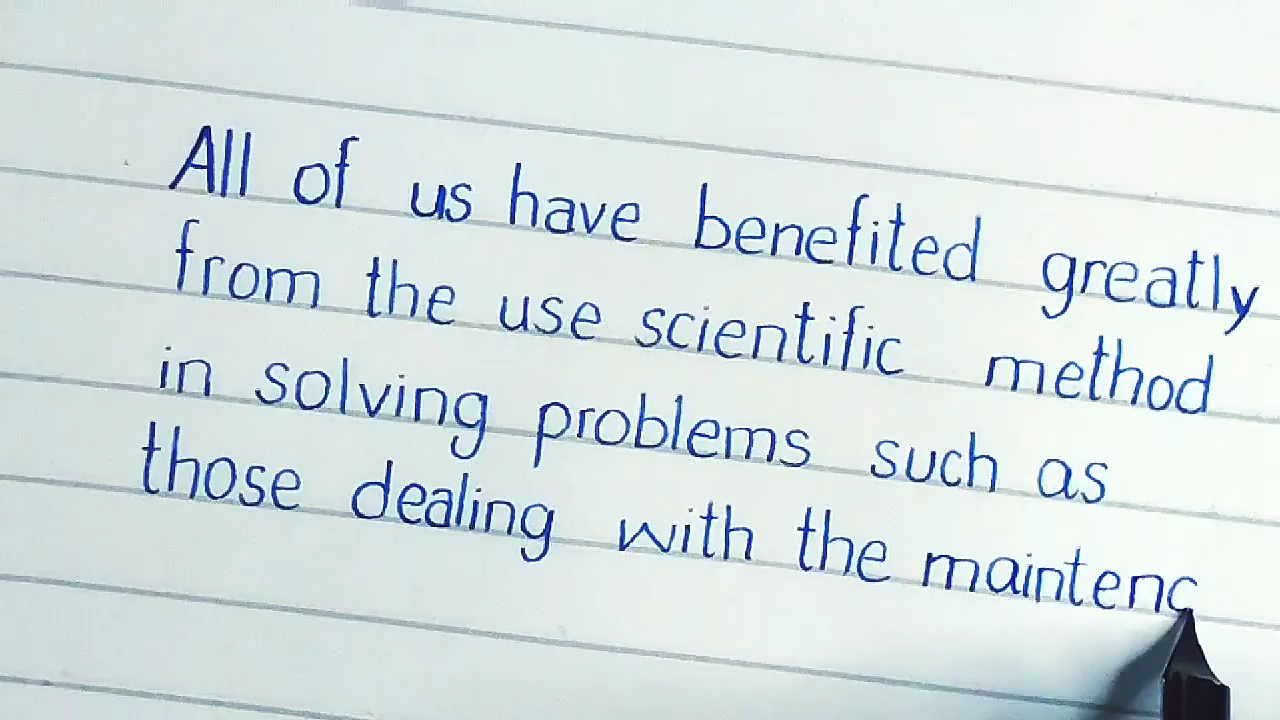 All of us have benefited greatly
from the use scientific method
in solving problems such as
those dealing with the maintena